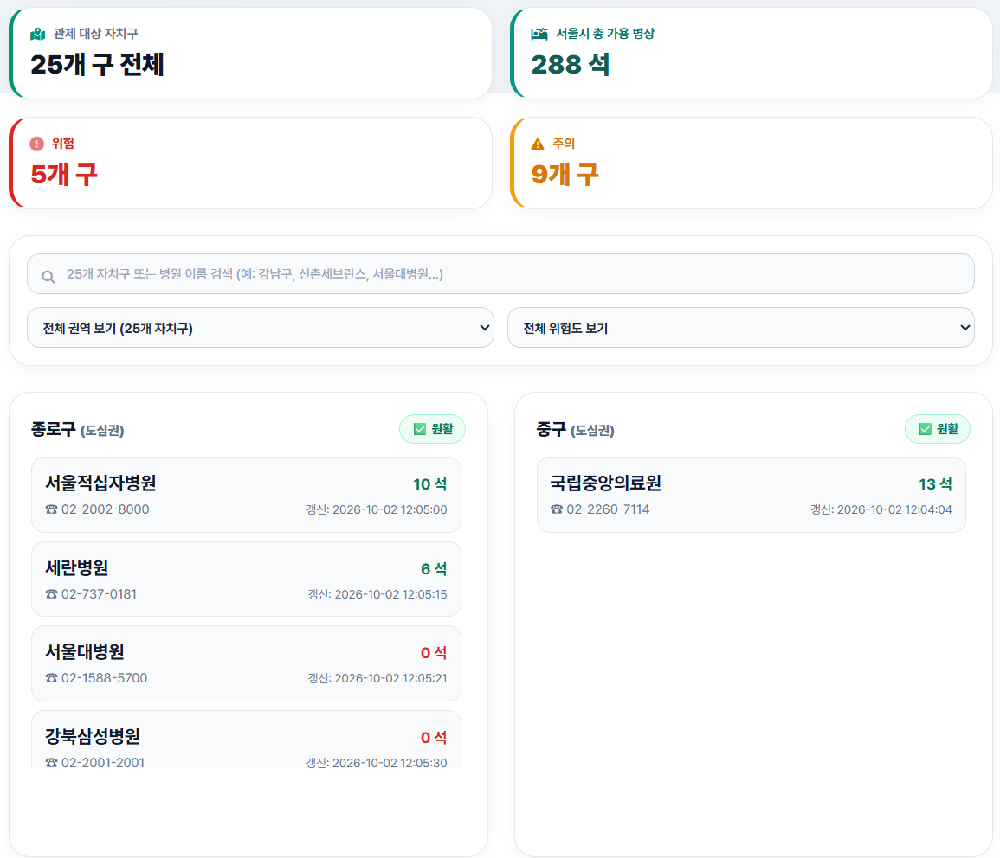 관제 대상 자치구
25개 구 전체
서울시 총 가용 병상
288 석
위험
5개 구
주의
9개 구
25개 자치구 또는 병원 이름 검색 (예: 강남구, 신촌세브란스, 서울대병원...)
전체 권역 보기 (25개 자치구)
전체 위험도 보기
종로구 (도심권)
✅ 원활
서울적십자병원
10 석
☎ 02-2002-8000
갱신: 2026-10-02 12:05:00
세란병원
6 석
☎ 02-737-0181
갱신: 2026-10-02 12:05:15
서울대병원
0 석
☎ 02-1588-5700
갱신: 2026-10-02 12:05:21
강북삼성병원
0 석
☎ 02-2001-2001
갱신: 2026-10-02 12:05:30
중구 (도심권)
✅ 원활
국립중앙의료원
13 석
☎ 02-2260-7114
갱신: 2026-10-02 12:04:04